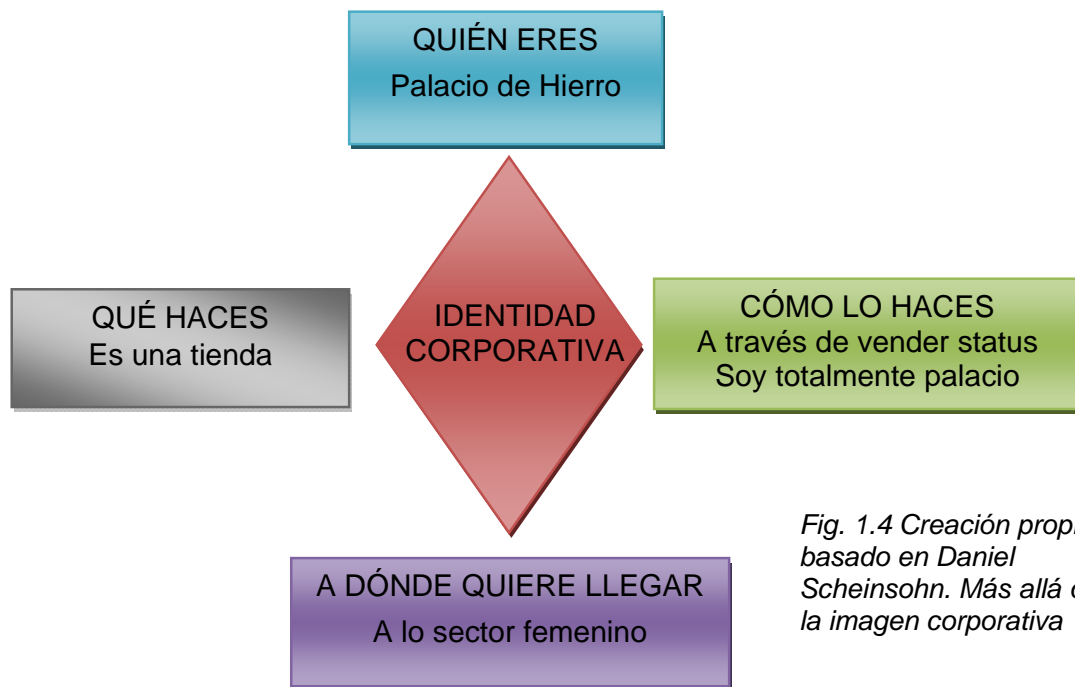 QUIÉN ERES
Palacio de Hierro
QUÉ HACES
Es una tienda
IDENTIDAD
CORPORATIVA
CÓMO LO HACES
A través de vender status
Soy totalmente palacio
A DÓNDE QUIERE LLEGAR
A lo sector femenino
Fig. 1.4 Creación
basado en Daniel
Scheinsohn. Más allá
la imagen corporativa